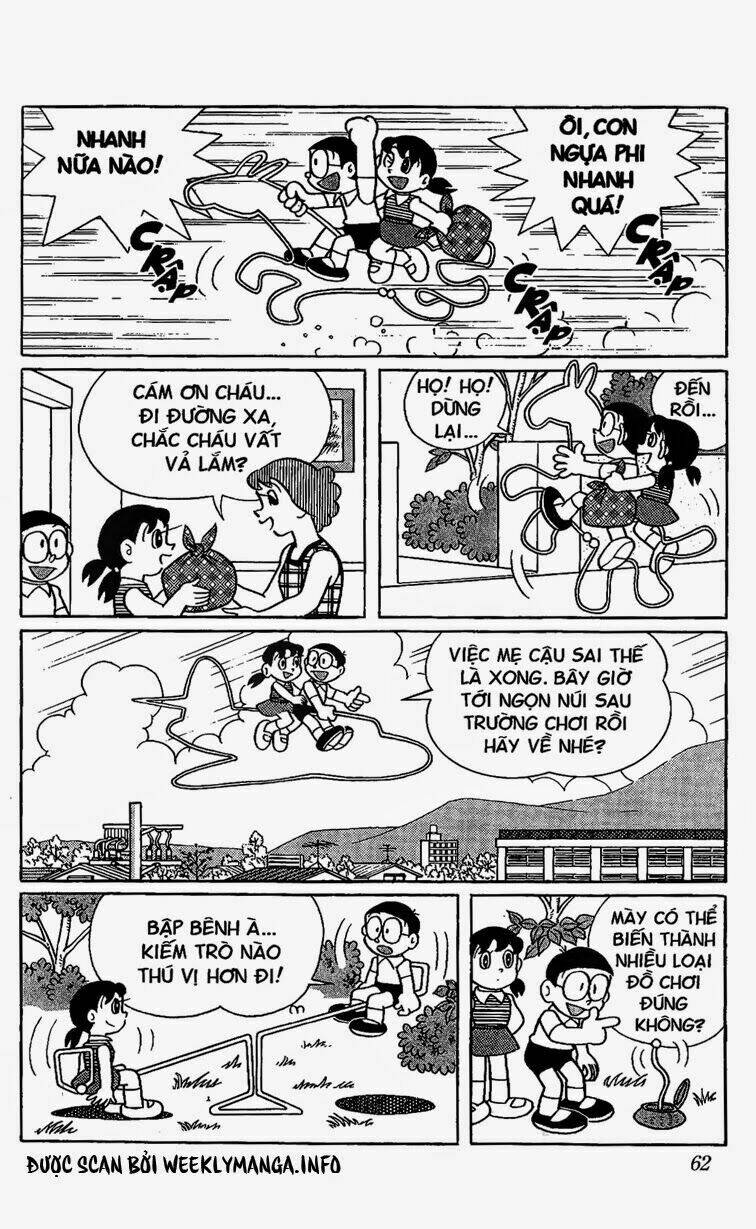 NHANH
NỮA NÀO!
ÔI, CON
NGỰA PHI
NHANH
QUÁ!
CRẬP
CRẬP
CRẬP
CÁM ƠN CHÁU...
ĐI ĐƯỜNG XA,
CHẮC CHÁU VẤT
VẢ LẮM?
HỌ! HỌ!
DỪNG
LẠI...
ĐẾN
RỒI...
VIỆC MẸ CẬU SAI THẾ
LÀ XONG. BÂY GIỜ
TỚI NGỌN NÚI SAU
TRƯỜNG CHƠI RỒI
HÃY VỀ NHÉ?
BẬP BÊNH À...
KIẾM TRÒ NÀO
THÚ VỊ HƠN ĐI!
MÀY CÓ THỂ
BIẾN THÀNH
NHIỀU LOẠI
ĐỒ CHƠI
ĐÚNG
KHÔNG?
ĐƯỢC SCAN BỞI WEEKLYMANGA.INFO
62